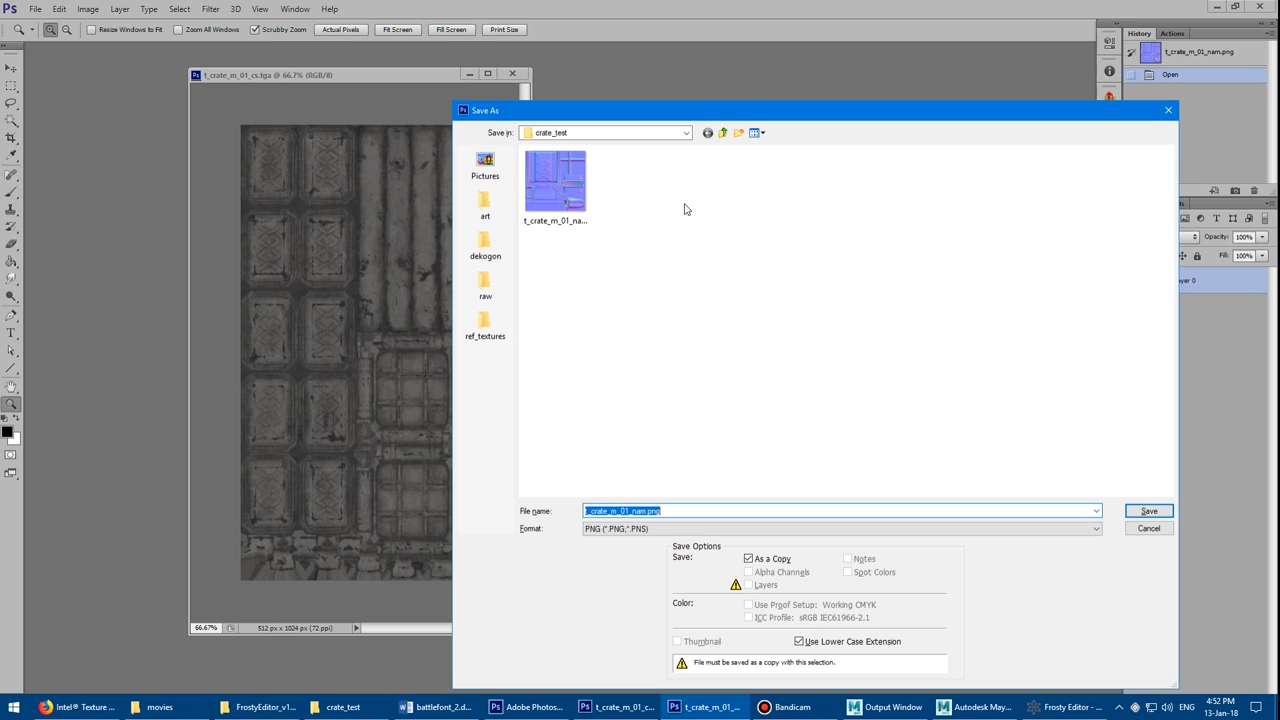 Ps File Edit Image Layer Type Select Filter 3D View Window Help
Resize Windows to Fit Zoom All Windows Scrubby Zoom Actual Pixels Fit Screen Fill Screen Print Size
History Actions
t_crate_m_01_nam.png
Open
t_crate_m_01_cs.tga @ 66.7% (RGB/8)
Save As
Save in: crate_test
Pictures
art
dekogon
raw
ref_textures
t_crate_m_01_na...
Opacity: 100%
Fill: 100%
ayer 0
File name: t_crate_m_01_nam.png
Save
Format: PNG (*.PNG;*.PNS)
Cancel
Save Options
Save: As a Copy Notes
Alpha Channels Spot Colors
Layers
Color: Use Proof Setup: Working CMYK
ICC Profile: sRGB IEC61966-2.1
Thumbnail Use Lower Case Extension
File must be saved as a copy with this selection.
66.67% 512 px x 1024 px (72 ppi)
Intel® Texture ... movies FrostyEditor_v1... crate_test battlefont_2.d... Adobe Photos... t_crate_m_01_c... t_crate_m_01_... Bandicam Output Window Autodesk May... Frosty Editor - ...
4:52 PM
13-Jan-18